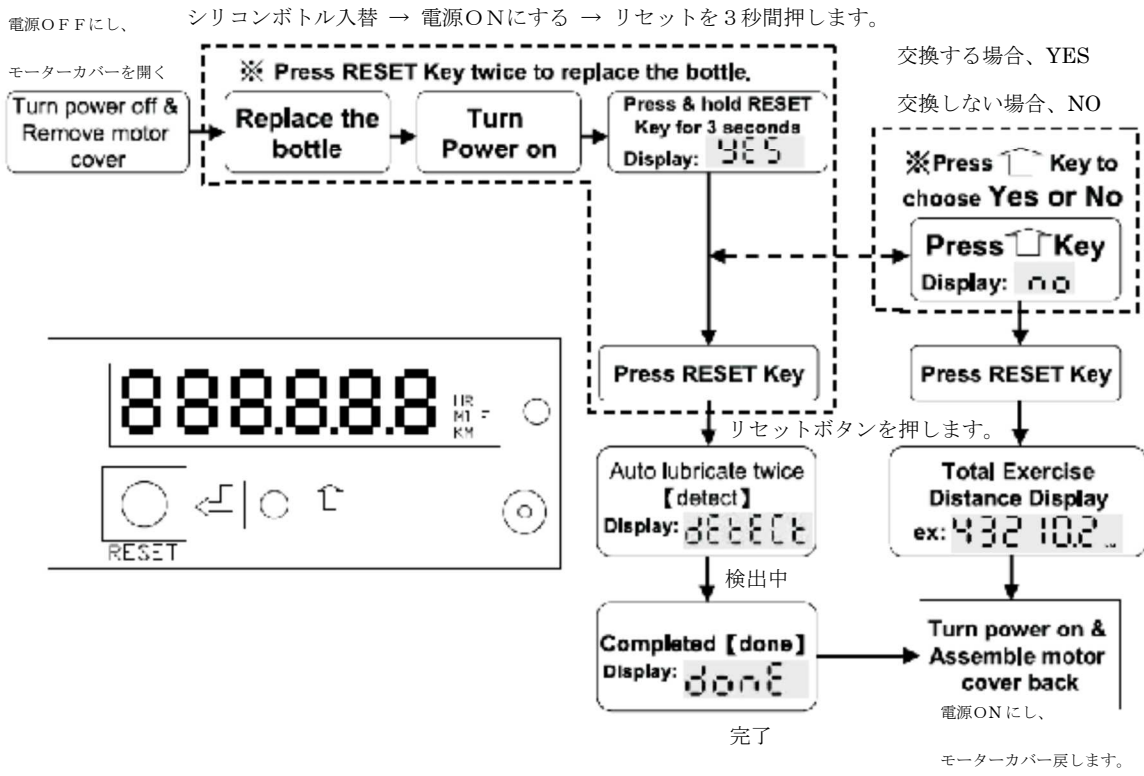 電源ＯＦＦにし、
シリコンボトル入替 → 電源ＯＮにする → リセットを３秒間押します。
モーターカバーを開く
※ Press RESET Key twice to replace the bottle.
Turn power off &
Remove motor
cover
Replace the
bottle
Turn
Power on
Press & hold RESET
Key for 3 seconds
Display: YES
交換する場合、YES
交換しない場合、NO
※Press ⇧ Key to
choose Yes or No
Press ⇧ Key
Display: no
Press RESET Key
Press RESET Key
リセットボタンを押します。
888888
HR
KM
RESET
Auto lubricate twice
【detect】
Display: dEtECt
検出中
Total Exercise
Distance Display
ex: 43210.2
Completed【done】
Display: donE
完了
Turn power on &
Assemble motor
cover back
電源ONにし、
モーターカバー戻します。